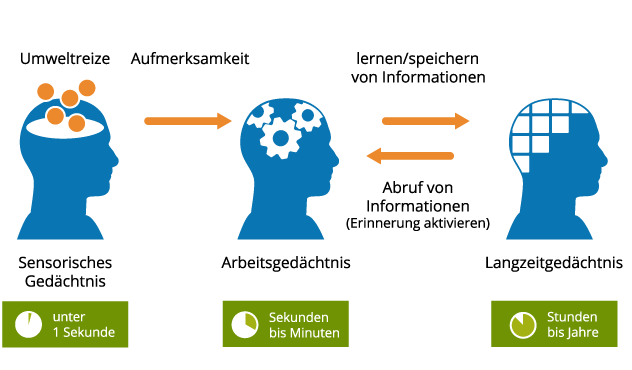 Umweltreize
Aufmerksamkeit
lernen/speichern
von Informationen
Abruf von
Informationen
(Erinnerung aktivieren)
Sensorisches
Gedächtnis
Arbeitsgedächtnis
Langzeitgedächtnis
unter
1 Sekunde
Sekunden
bis Minuten
Stunden
bis Jahre